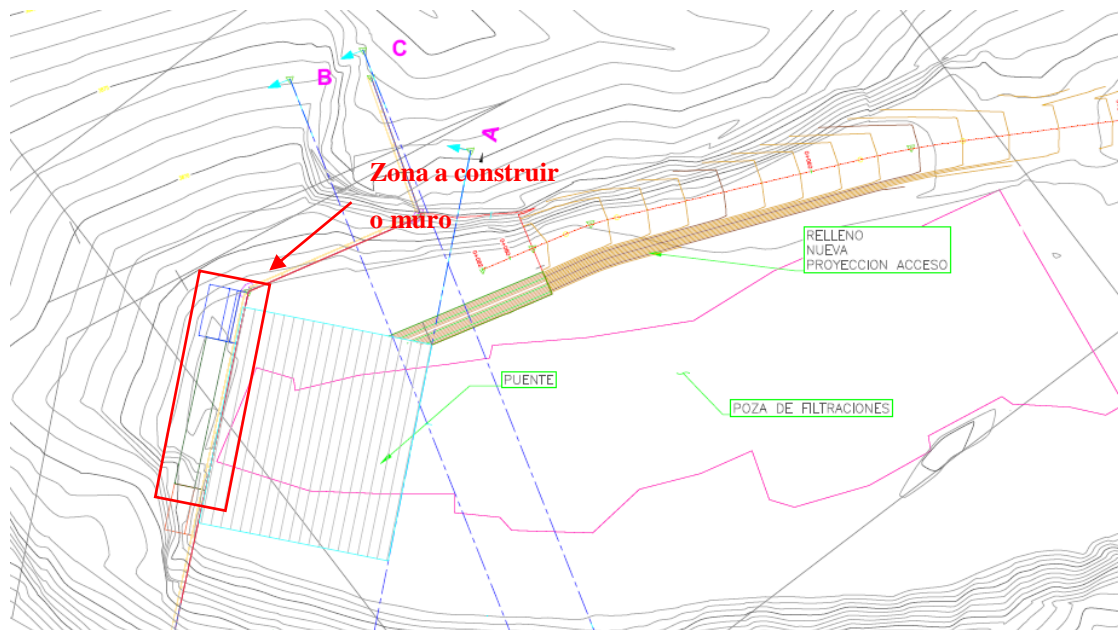 C
B
A
Zona a construir
o muro
RELLENO
NUEVA
PROYECCION ACCESO
PUENTE
POZA DE FILTRACIONES